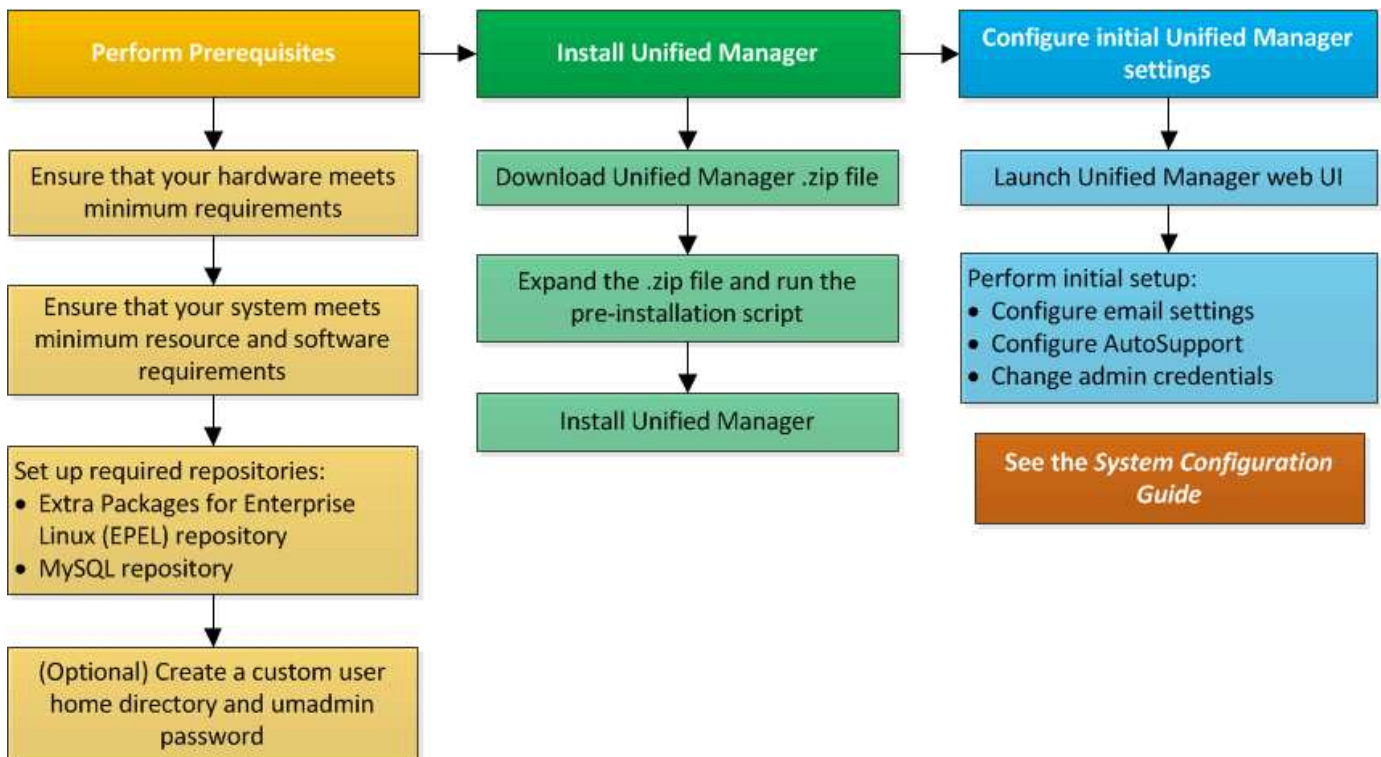 Perform Prerequisites
Ensure that your hardware meets
minimum requirements
Ensure that your system meets
minimum resource and software
requirements
Set up required repositories:
• Extra Packages for Enterprise
Linux (EPEL) repository
• MySQL repository
(Optional) Create a custom user
home directory and umadmin
password
Install Unified Manager
Download Unified Manager .zip file
Expand the .zip file and run the
pre-installation script
Install Unified Manager
Configure initial Unified Manager
settings
Launch Unified Manager web UI
Perform initial setup:
• Configure email settings
• Configure AutoSupport
• Change admin credentials
See the System Configuration
Guide